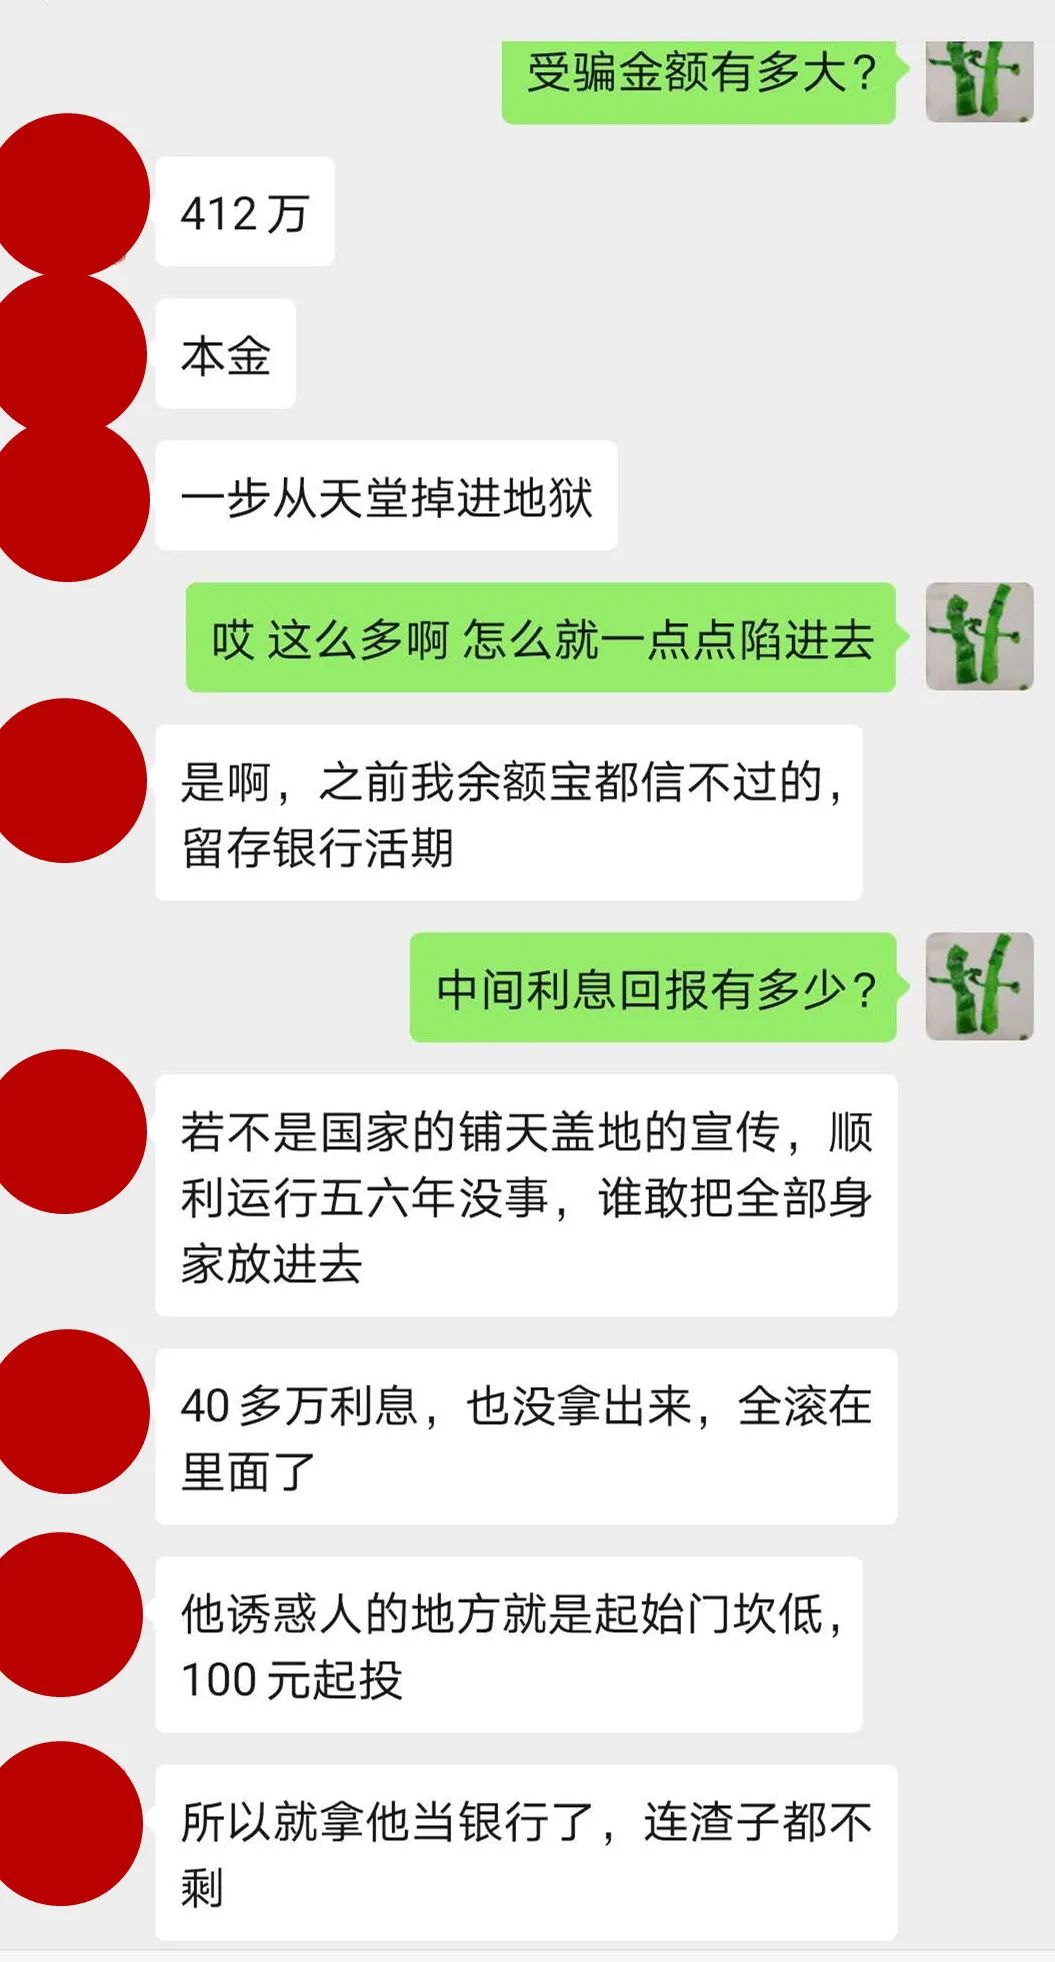 受骗金额有多大?
412万
本金
一步从天堂掉进地狱
哎 这么多啊 怎么就一点点陷进去
是啊，之前我余额宝都信不过的，
留存银行活期
中间利息回报有多少?
若不是国家的铺天盖地的宣传，顺
利运行五六年没事，谁敢把全部身
家放进去
40多万利息，也没拿出来，全滚在
里面了
他诱惑人的地方就是起始门坎低，
100元起投
所以就拿他当银行了，连渣子都不
剩